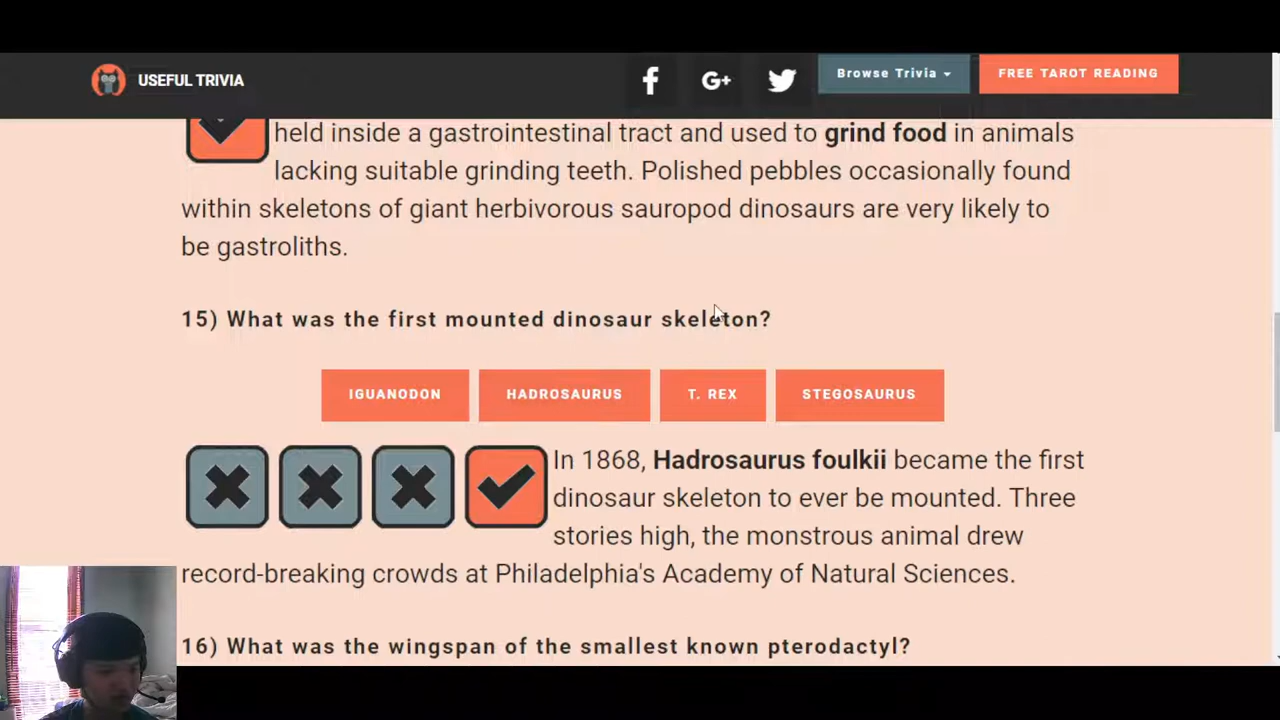 USEFUL TRIVIA
f
G+
Browse Trivia
FREE TAROT READING
held inside a gastrointestinal tract and used to grind food in animals
lacking suitable grinding teeth. Polished pebbles occasionally found
within skeletons of giant herbivorous sauropod dinosaurs are very likely to
be gastroliths.
15) What was the first mounted dinosaur skeleton?
IGUANODON
HADROSAURUS
T. REX
STEGOSAURUS
In 1868, Hadrosaurus foulkii became the first
dinosaur skeleton to ever be mounted. Three
stories high, the monstrous animal drew
record-breaking crowds at Philadelphia's Academy of Natural Sciences.
16) What was the wingspan of the smallest known pterodactyl?